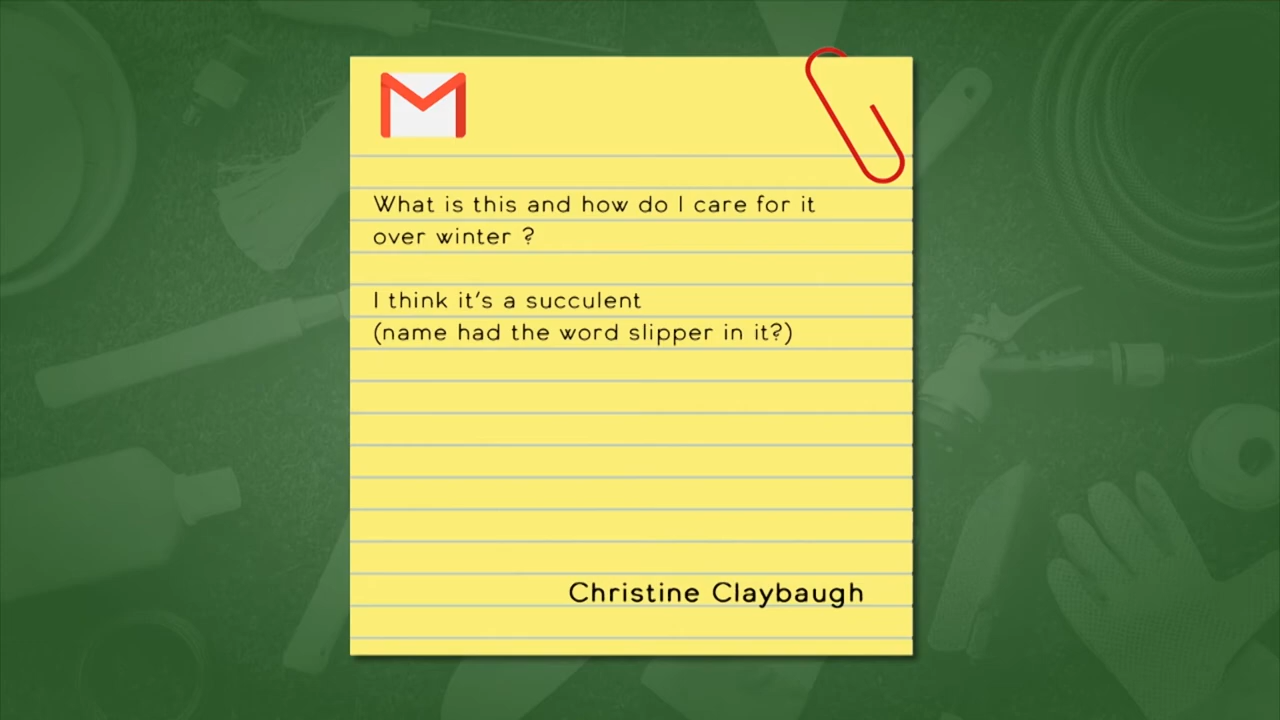 What is this and how do I care for it
over winter ?
I think it's a succulent
(name had the word slipper in it?)
Christine Claybaugh